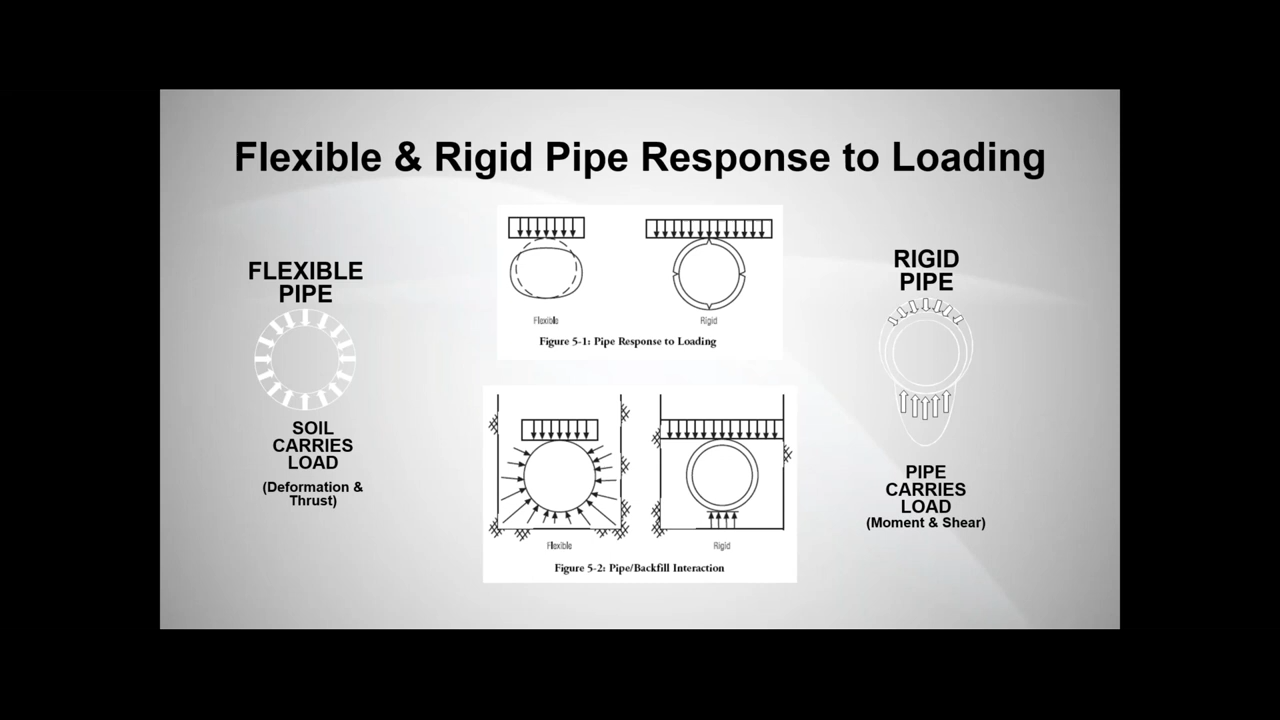 Flexible & Rigid Pipe Response to Loading
FLEXIBLE
PIPE
SOIL
CARRIES
LOAD
(Deformation &
Thrust)
Flexible
Rigid
Figure 5-1: Pipe Response to Loading
Flexible
Rigid
Figure 5-2: Pipe/Backfill Interaction
RIGID
PIPE
PIPE
CARRIES
LOAD
(Moment & Shear)